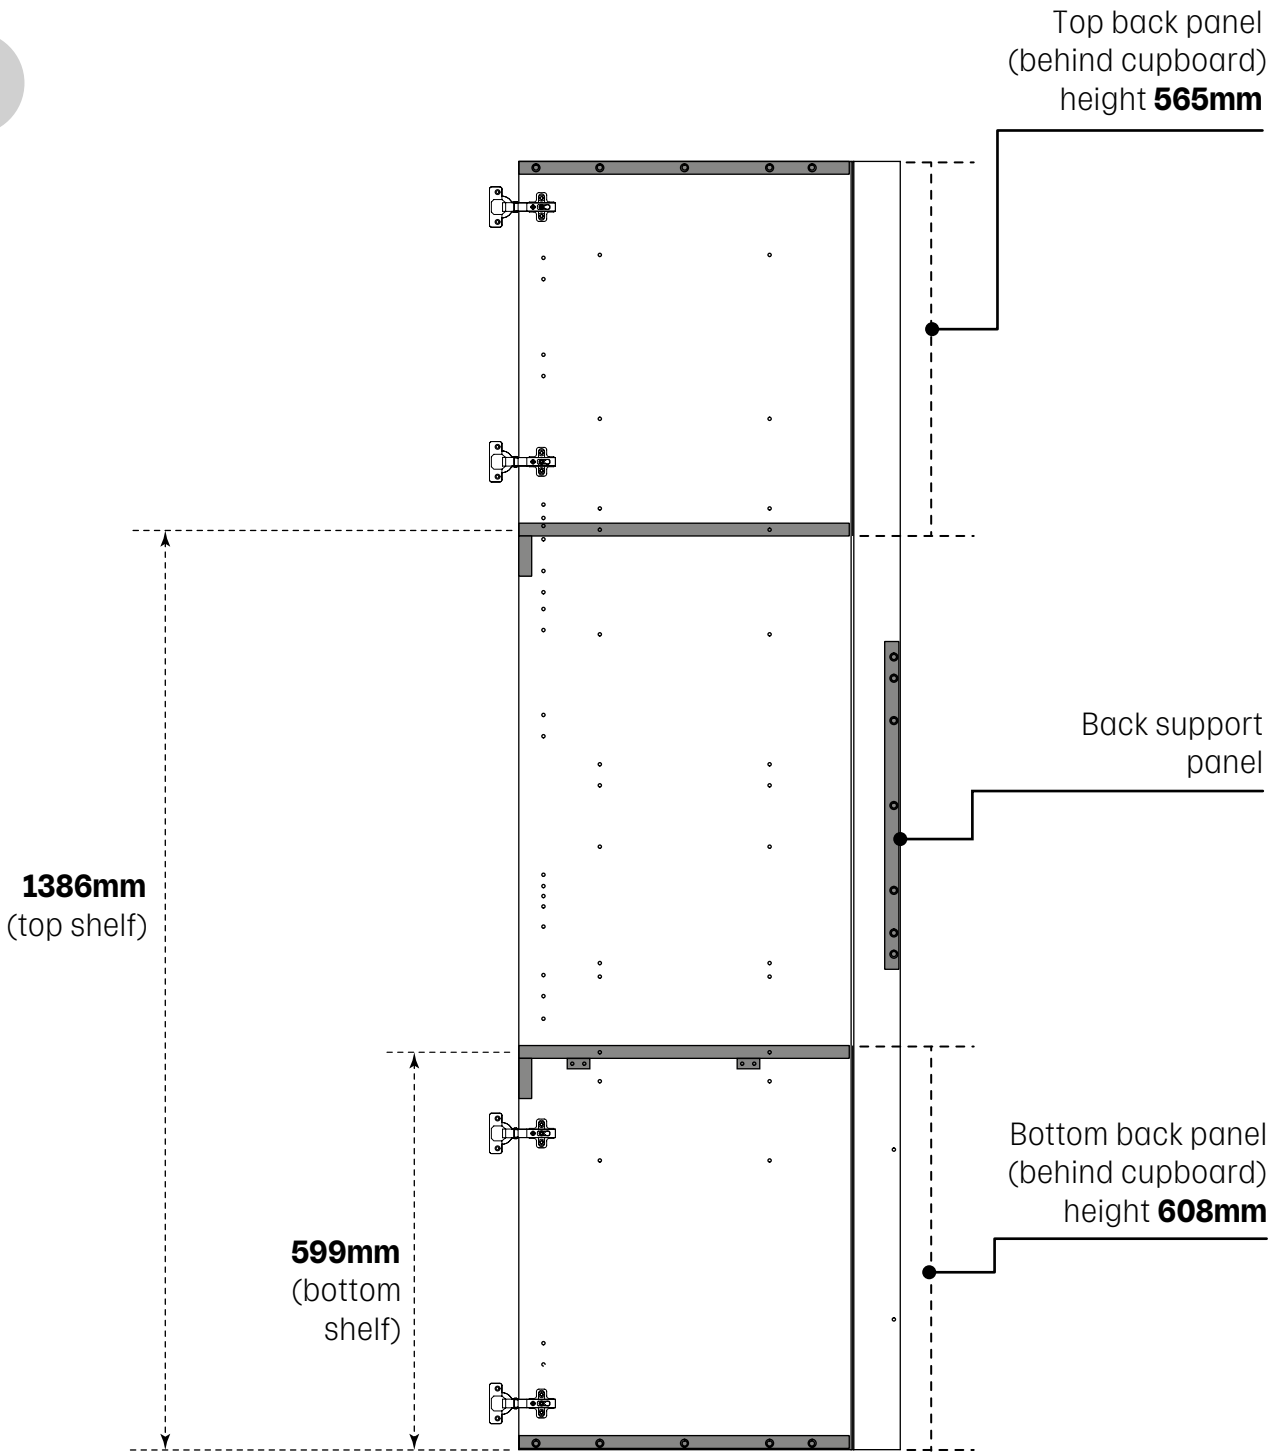 Top back panel
(behind cupboard)
height 565mm
Back support
panel
1386mm
(top shelf)
Bottom back panel
(behind cupboard)
height 608mm
599mm
(bottom
shelf)